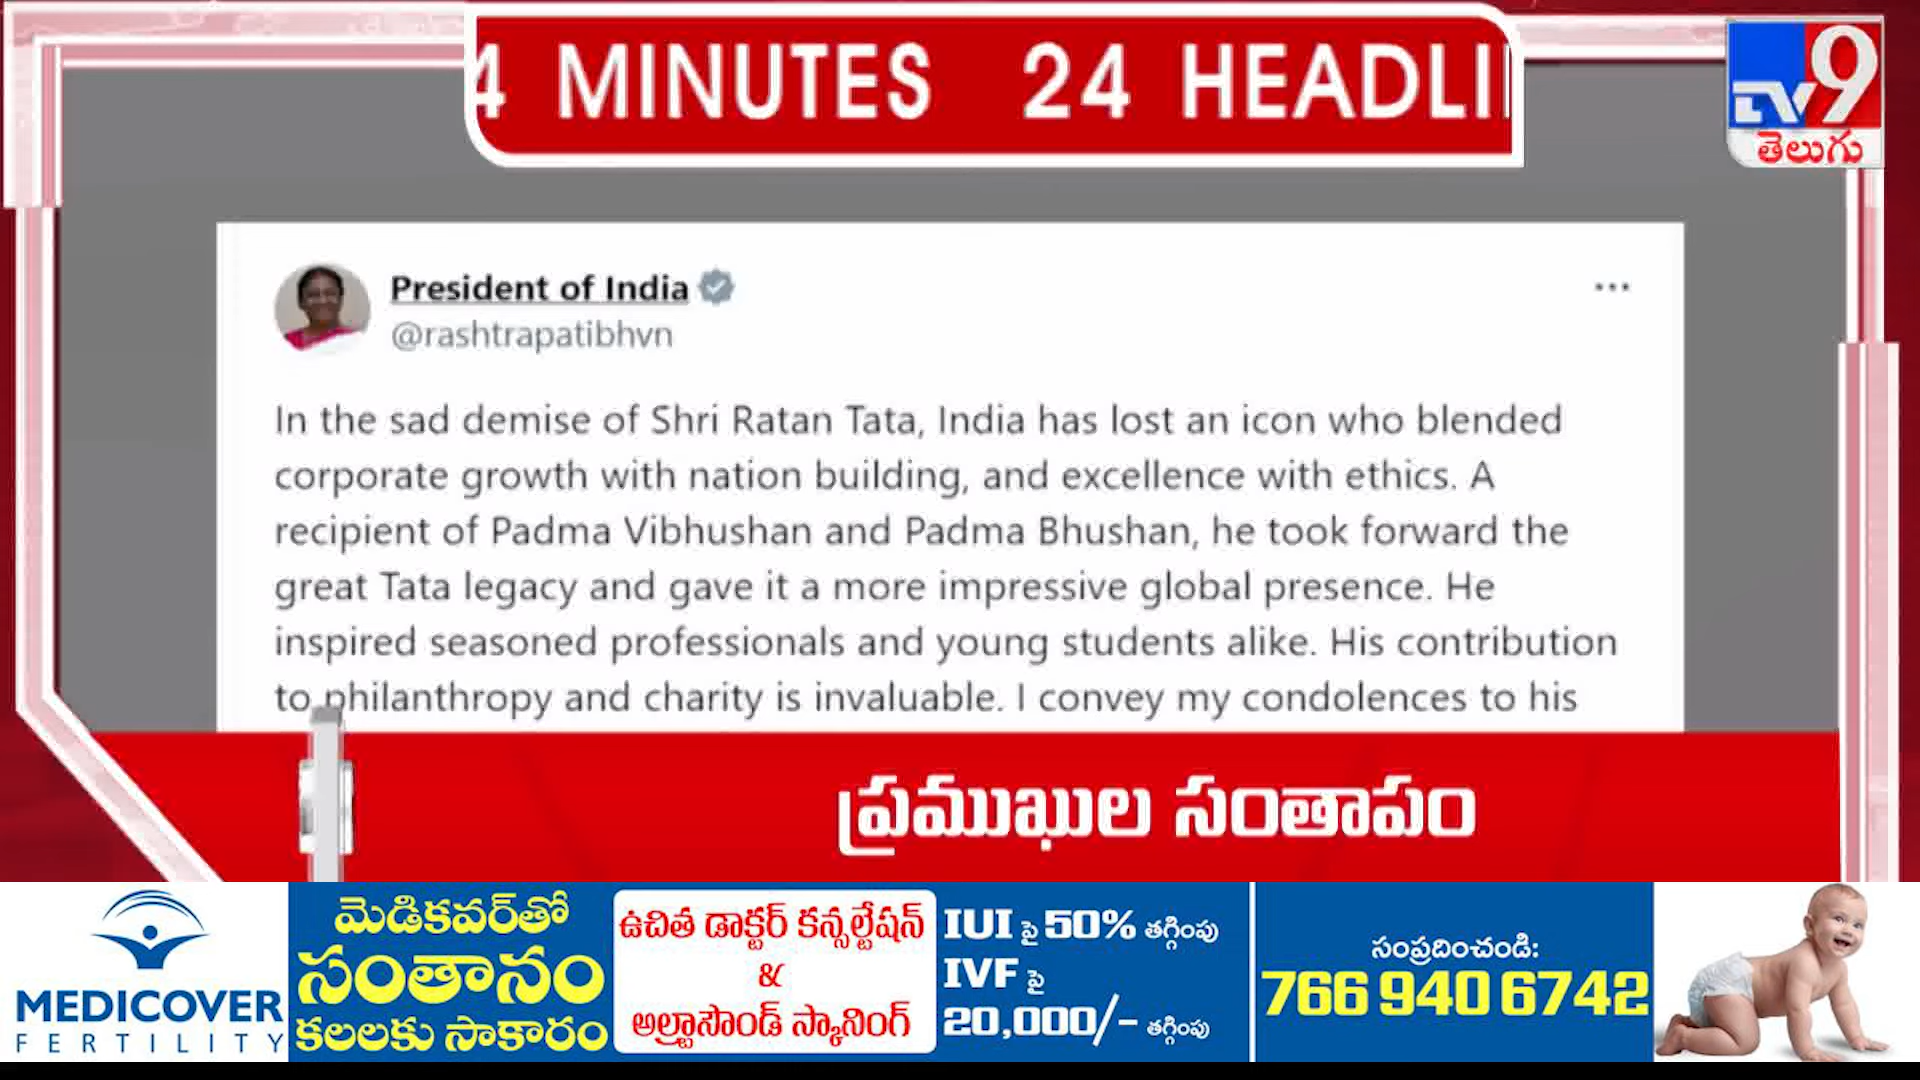 4 MINUTES 24 HEADLI
TV9
తెలుగు
President of India
@rashtrapatibhvn
In the sad demise of Shri Ratan Tata, India has lost an icon who blended
corporate growth with nation building, and excellence with ethics. A
recipient of Padma Vibhushan and Padma Bhushan, he took forward the
great Tata legacy and gave it a more impressive global presence. He
inspired seasoned professionals and young students alike. His contribution
to philanthropy and charity is invaluable. I convey my condolences to his
ప్రముఖుల సంతాపం
MEDICOVER
FERTILITY
మెడికవర్‌తో
సంతానం
కలలకు సాకారం
ఉచిత డాక్టర్ కన్సల్టేషన్
&
అల్ట్రాసౌండ్ స్కానింగ్
IUI పై 50% తగ్గింపు
IVF పై
20,000/- తగ్గింపు
సంప్రదించండి:
766 940 6742